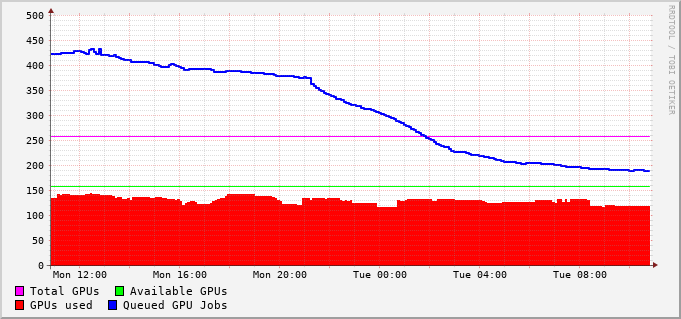 500
450
400
350
300
250
200
150
100
50
0
Mon 12:00 Mon 16:00 Mon 20:00 Tue 00:00 Tue 04:00 Tue 08:00
Total GPUs Available GPUs
GPUs used Queued GPU Jobs
RRDTOOL / TOBI OETIKER